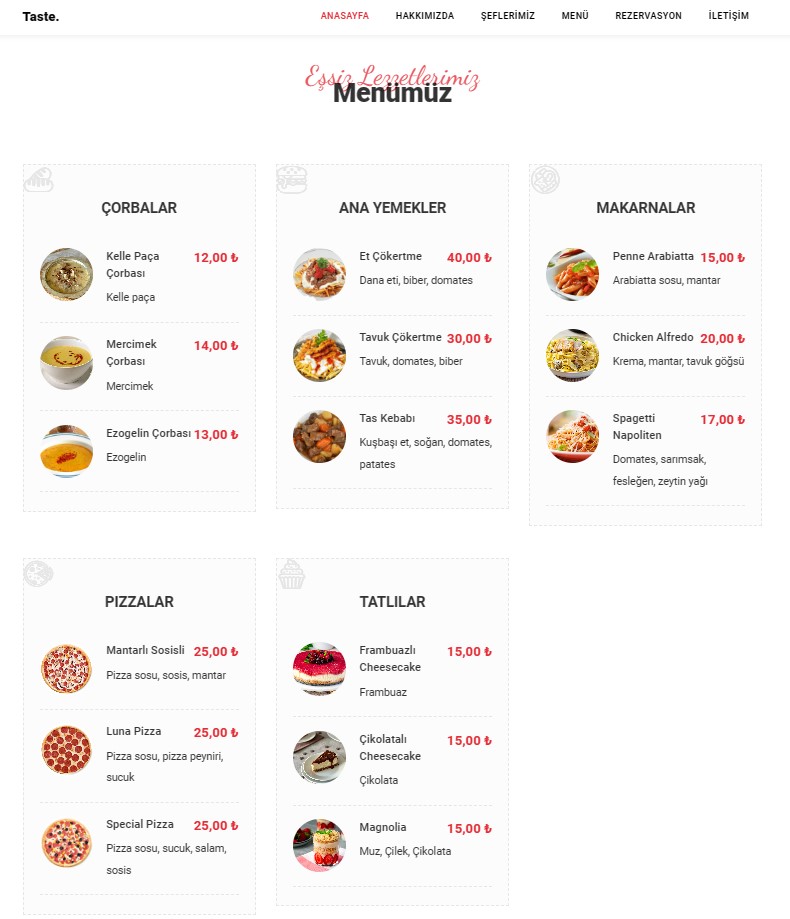 Taste.
ANASAYFA HAKKIMIZDA ŞEFLERİMİZ MENÜ REZERVASYON İLETİŞİM
Eşsiz Lezzetlerimiz
Menümüz
ÇORBALAR
Kelle Paça 12,00 ₺
Çorbası
Kelle paça
Mercimek 14,00 ₺
Çorbası
Mercimek
Ezogelin Çorbası 13,00 ₺
Ezogelin
ANA YEMEKLER
Et Çökertme 40,00 ₺
Dana eti, biber, domates
Tavuk Çökertme 30,00 ₺
Tavuk, domates, biber
Tas Kebabı 35,00 ₺
Kuşbaşı et, soğan, domates,
patates
MAKARNALAR
Penne Arabiatta 15,00 ₺
Arabiatta sosu, mantar
Chicken Alfredo 20,00 ₺
Krema, mantar, tavuk göğsü
Spagetti 17,00 ₺
Napoliten
Domates, sarımsak,
fesleğen, zeytin yağı
PIZZALAR
Mantarlı Sosisli 25,00 ₺
Pizza sosu, sosis, mantar
Luna Pizza 25,00 ₺
Pizza sosu, pizza peyniri,
sucuk
Special Pizza 25,00 ₺
Pizza sosu, sucuk, salam,
sosis
TATLILAR
Frambuazlı 15,00 ₺
Cheesecake
Frambuaz
Çikolatalı 15,00 ₺
Cheesecake
Çikolata
Magnolia 15,00 ₺
Muz, Çilek, Çikolata